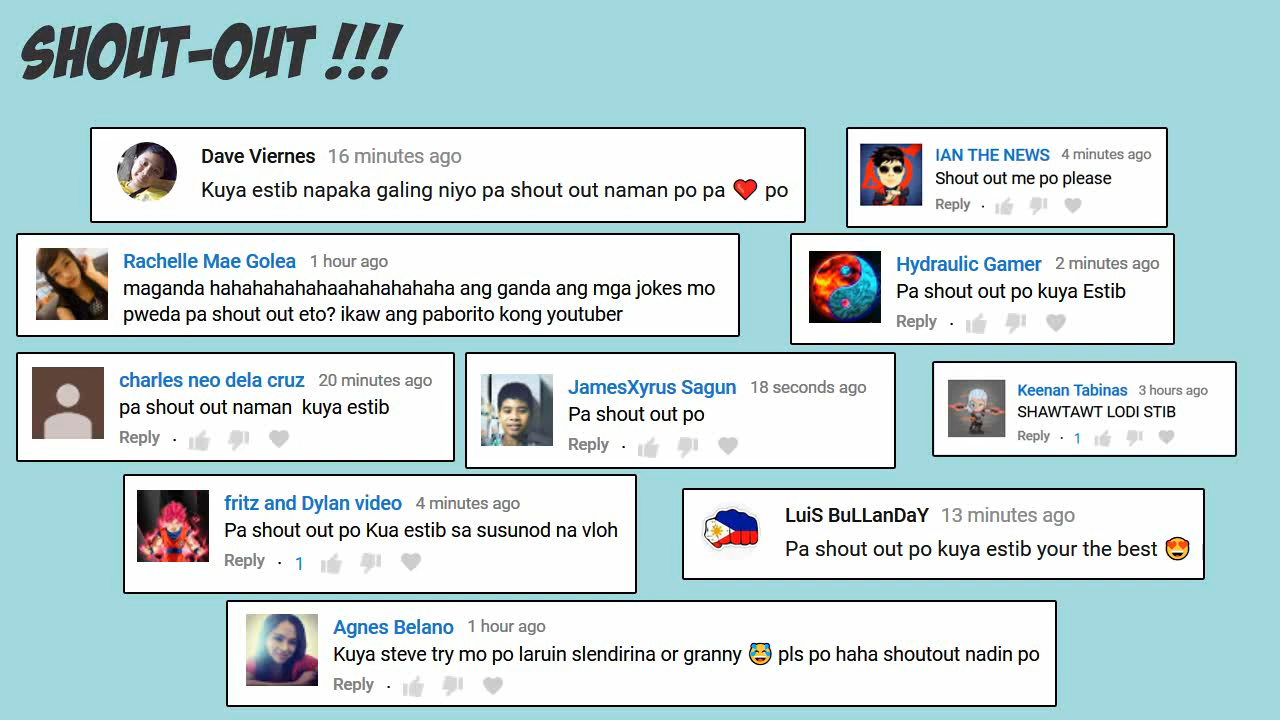 SHOUT-OUT !!!
Dave Viernes 16 minutes ago
Kuya estib napaka galing niyo pa shout out naman po pa ❤️ po
IAN THE NEWS 4 minutes ago
Shout out me po please
Reply
Rachelle Mae Golea 1 hour ago
maganda hahahahahahaahahahahaha ang ganda ang mga jokes mo
pweda pa shout out eto? ikaw ang paborito kong youtuber
Hydraulic Gamer 2 minutes ago
Pa shout out po kuya Estib
Reply
charles neo dela cruz 20 minutes ago
pa shout out naman kuya estib
Reply
JamesXyrus Sagun 18 seconds ago
Pa shout out po
Reply
Keenan Tabinas 3 hours ago
SHAWTAWT LODI STIB
Reply · 1
fritz and Dylan video 4 minutes ago
Pa shout out po Kua estib sa susunod na vloh
Reply · 1
LuiS BuLLanDaY 13 minutes ago
Pa shout out po kuya estib your the best 😍
Agnes Belano 1 hour ago
Kuya steve try mo po laruin slendirina or granny 😹 pls po haha shoutout nadin po
Reply